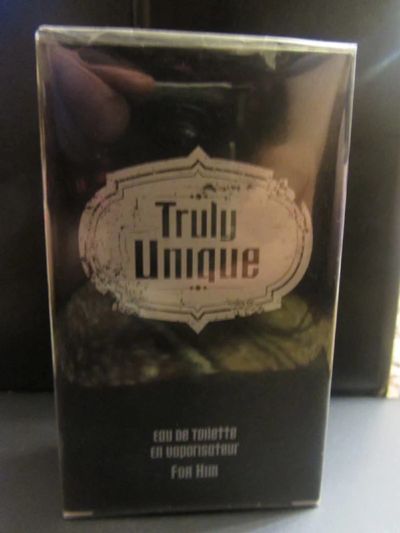 Truly
Unique
Eau de Toilette
en vaporisateur
For Him